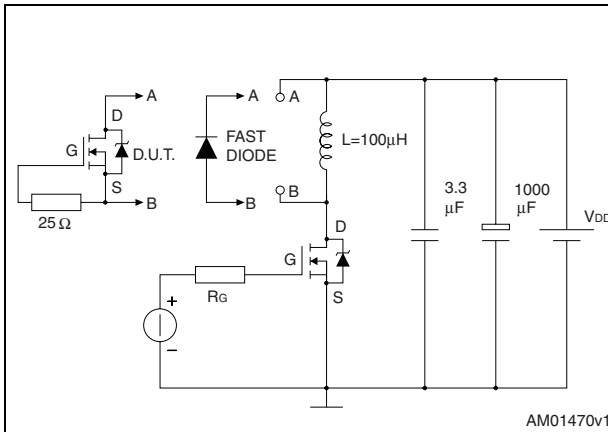 A
D
G
D.U.T.
S
B
25 Ω
A
FAST
DIODE
B
A
L=100µH
B
D
G
S
RG
+
-
3.3
µF
1000
µF
VDD
AM01470v1